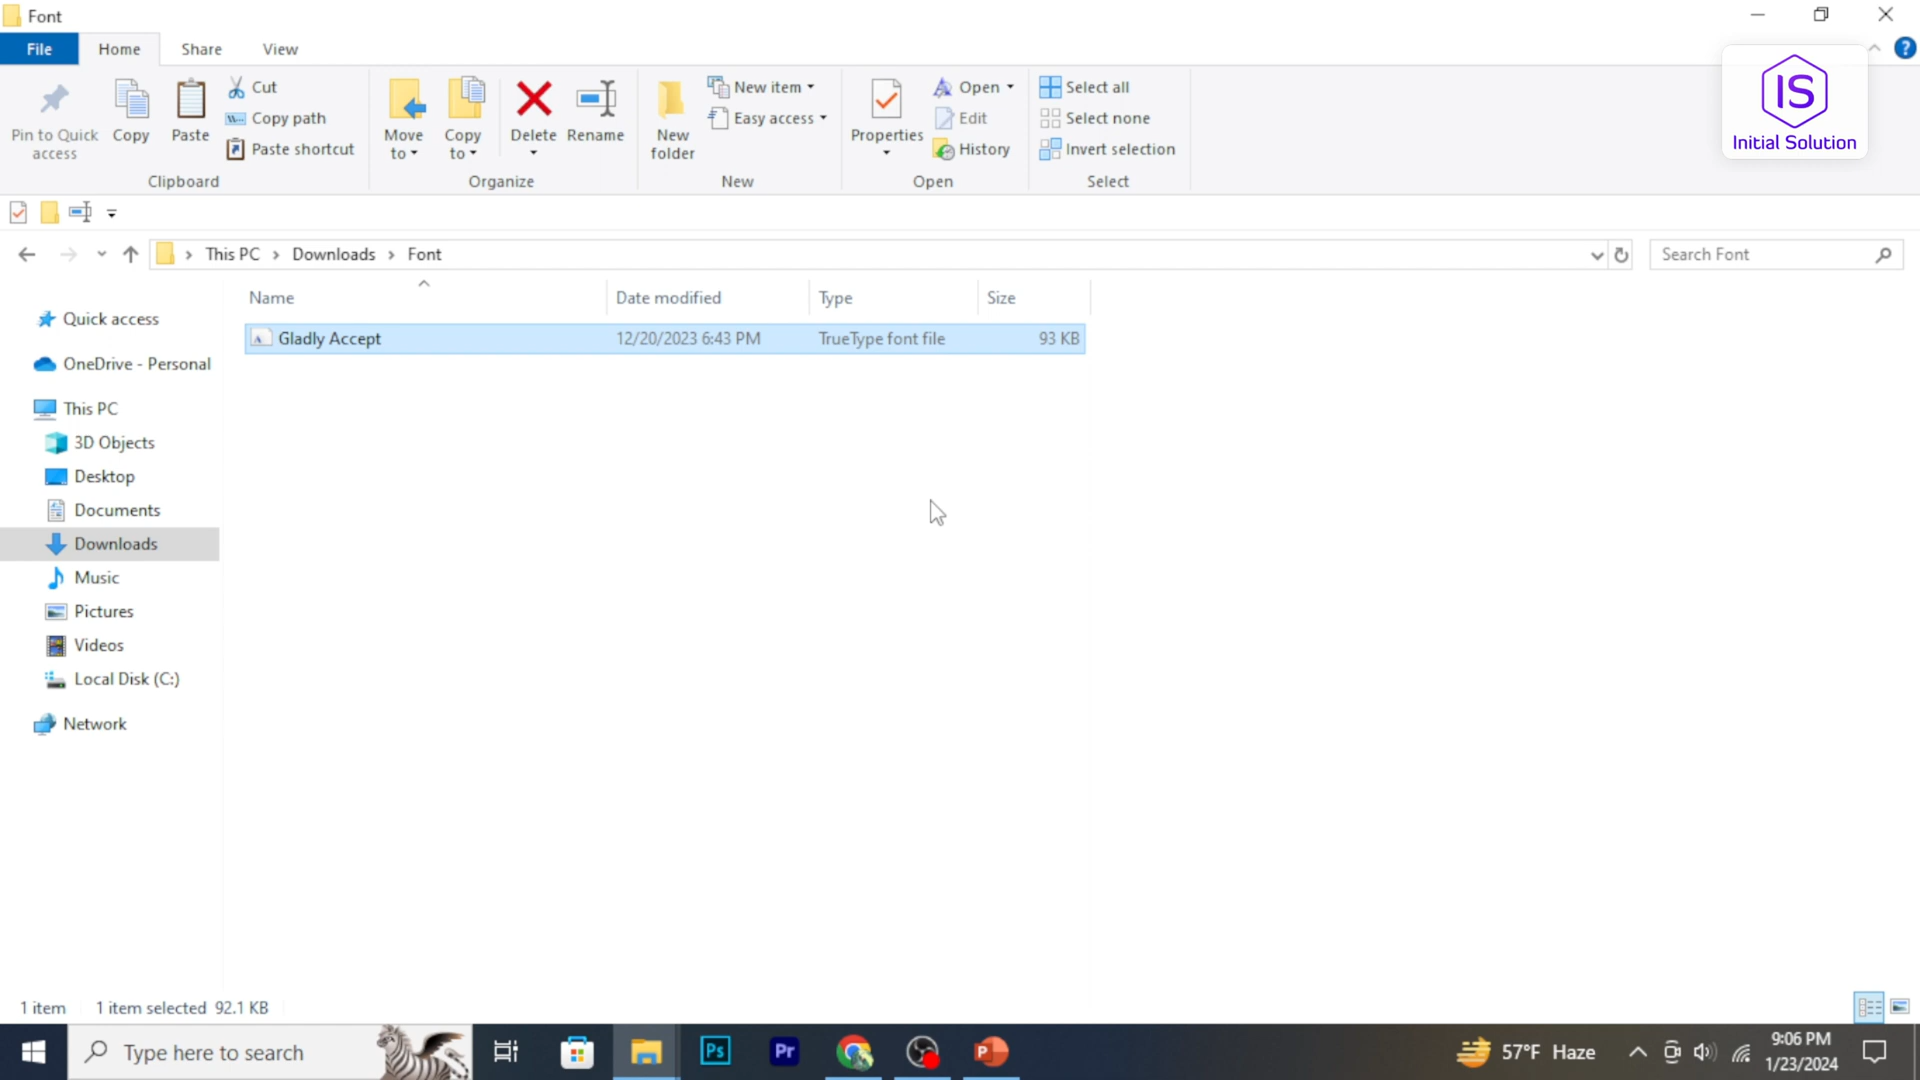 Font
File Home Share View
Pin to Quick access
Copy
Paste
Cut
Copy path
Paste shortcut
Move to
Copy to
Delete
Rename
New folder
New item
Easy access
Properties
Open
Edit
History
Select all
Select none
Invert selection
Clipboard Organize New Open Select
IS
Initial Solution
This PC Downloads Font
Search Font
Name Date modified Type Size
Gladly Accept 12/20/2023 6:43 PM TrueType font file 93 KB
Quick access
OneDrive - Personal
This PC
3D Objects
Desktop
Documents
Downloads
Music
Pictures
Videos
Local Disk (C:)
Network
1 item 1 item selected 92.1 KB
Type here to search
Ps
Pr
P
57°F Haze
9:06 PM
1/23/2024